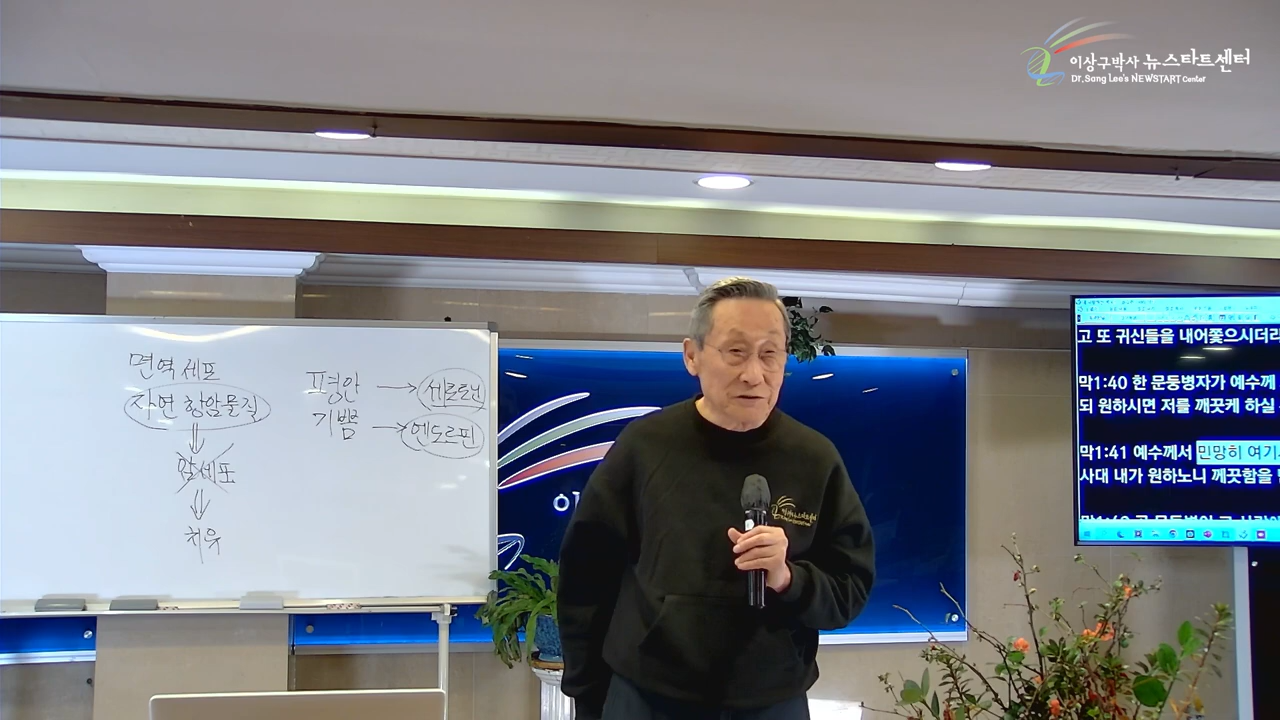 이상구박사 뉴스타트센터
Dr. Sang Lee's NEWSTART Center
면역세포
자연 항암물질
암세포
치유
평안 → 세로토닌
기쁨 → 엔도르핀
이
고 또 귀신들을 내어쫓으시더라
막1:40 한 문둥병자가 예수께
되 원하시면 저를 깨끗케 하실
막1:41 예수께서 민망히 여기
사대 내가 원하노니 깨끗함을